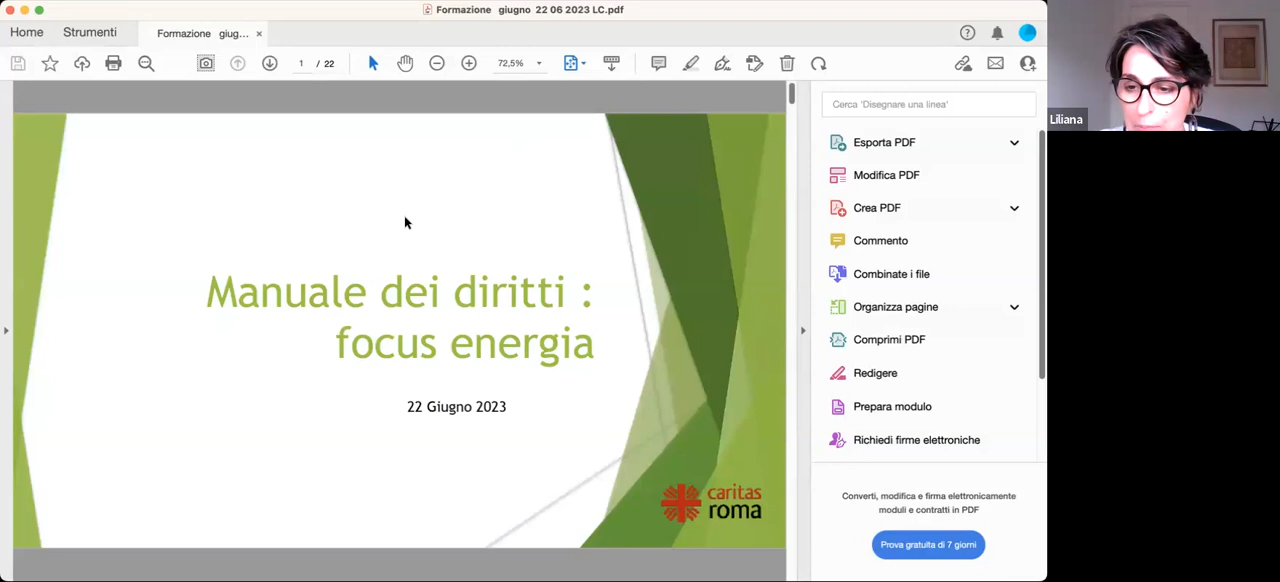 Formazione giugno 22 06 2023 LC.pdf
Home Strumenti Formazione giug... ×
1 / 22 72,5%
Liliana
Cerca 'Disegnare una linea'
Esporta PDF
Modifica PDF
Crea PDF
Commento
Combinate i file
Organizza pagine
Comprimi PDF
Redigere
Prepara modulo
Richiedi firme elettroniche
Converti, modifica e firma elettronicamente
moduli e contratti in PDF
Prova gratuita di 7 giorni
Manuale dei diritti :
focus energia
22 Giugno 2023
caritas
roma